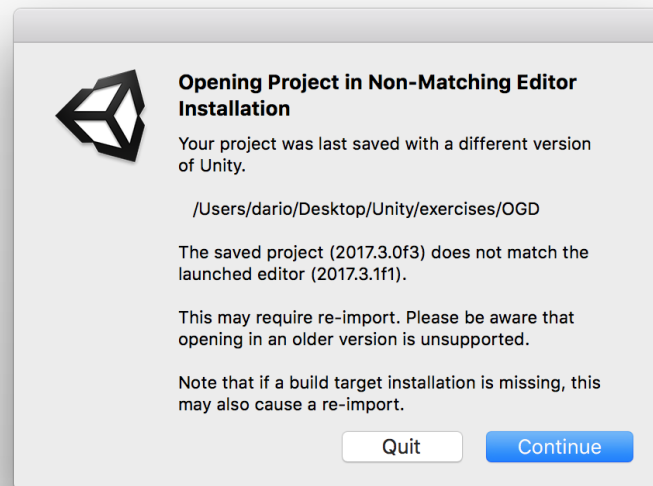 Opening Project in Non-Matching Editor
Installation
Your project was last saved with a different version
of Unity.
/Users/dario/Desktop/Unity/exercises/OGD
The saved project (2017.3.0f3) does not match the
launched editor (2017.3.1f1).
This may require re-import. Please be aware that
opening in an older version is unsupported.
Note that if a build target installation is missing, this
may also cause a re-import.
Quit
Continue